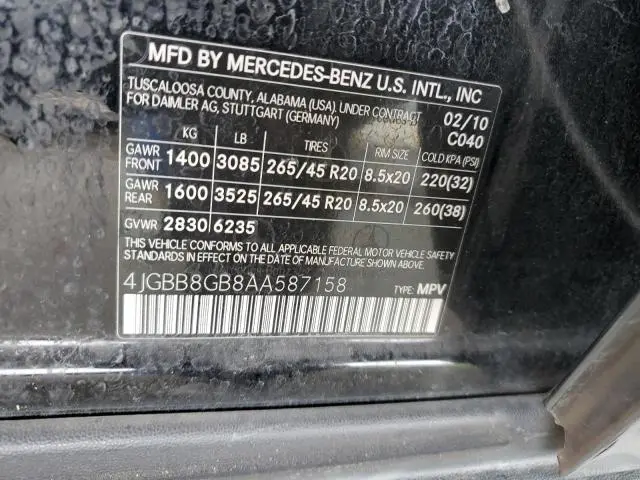 MFD BY MERCEDES-BENZ U.S. INTL., INC
TUSCALOOSA COUNTY, ALABAMA (USA). UNDER CONTRACT
FOR DAIMLER AG, STUTTGART (GERMANY)
02/10
C040
KG LB TIRES RIM SIZE COLD KPA (PSI)
GAWR FRONT 1400 3085 265/45 R20 8.5x20 220(32)
GAWR REAR 1600 3525 265/45 R20 8.5x20 260(38)
GVWR 2830 6235
THIS VEHICLE CONFORMS TO ALL APPLICABLE FEDERAL MOTOR VEHICLE SAFETY
STANDARDS IN EFFECT ON THE DATE OF MANUFACTURE SHOWN ABOVE.
4JGBB8GB8AA587158 TYPE: MPV